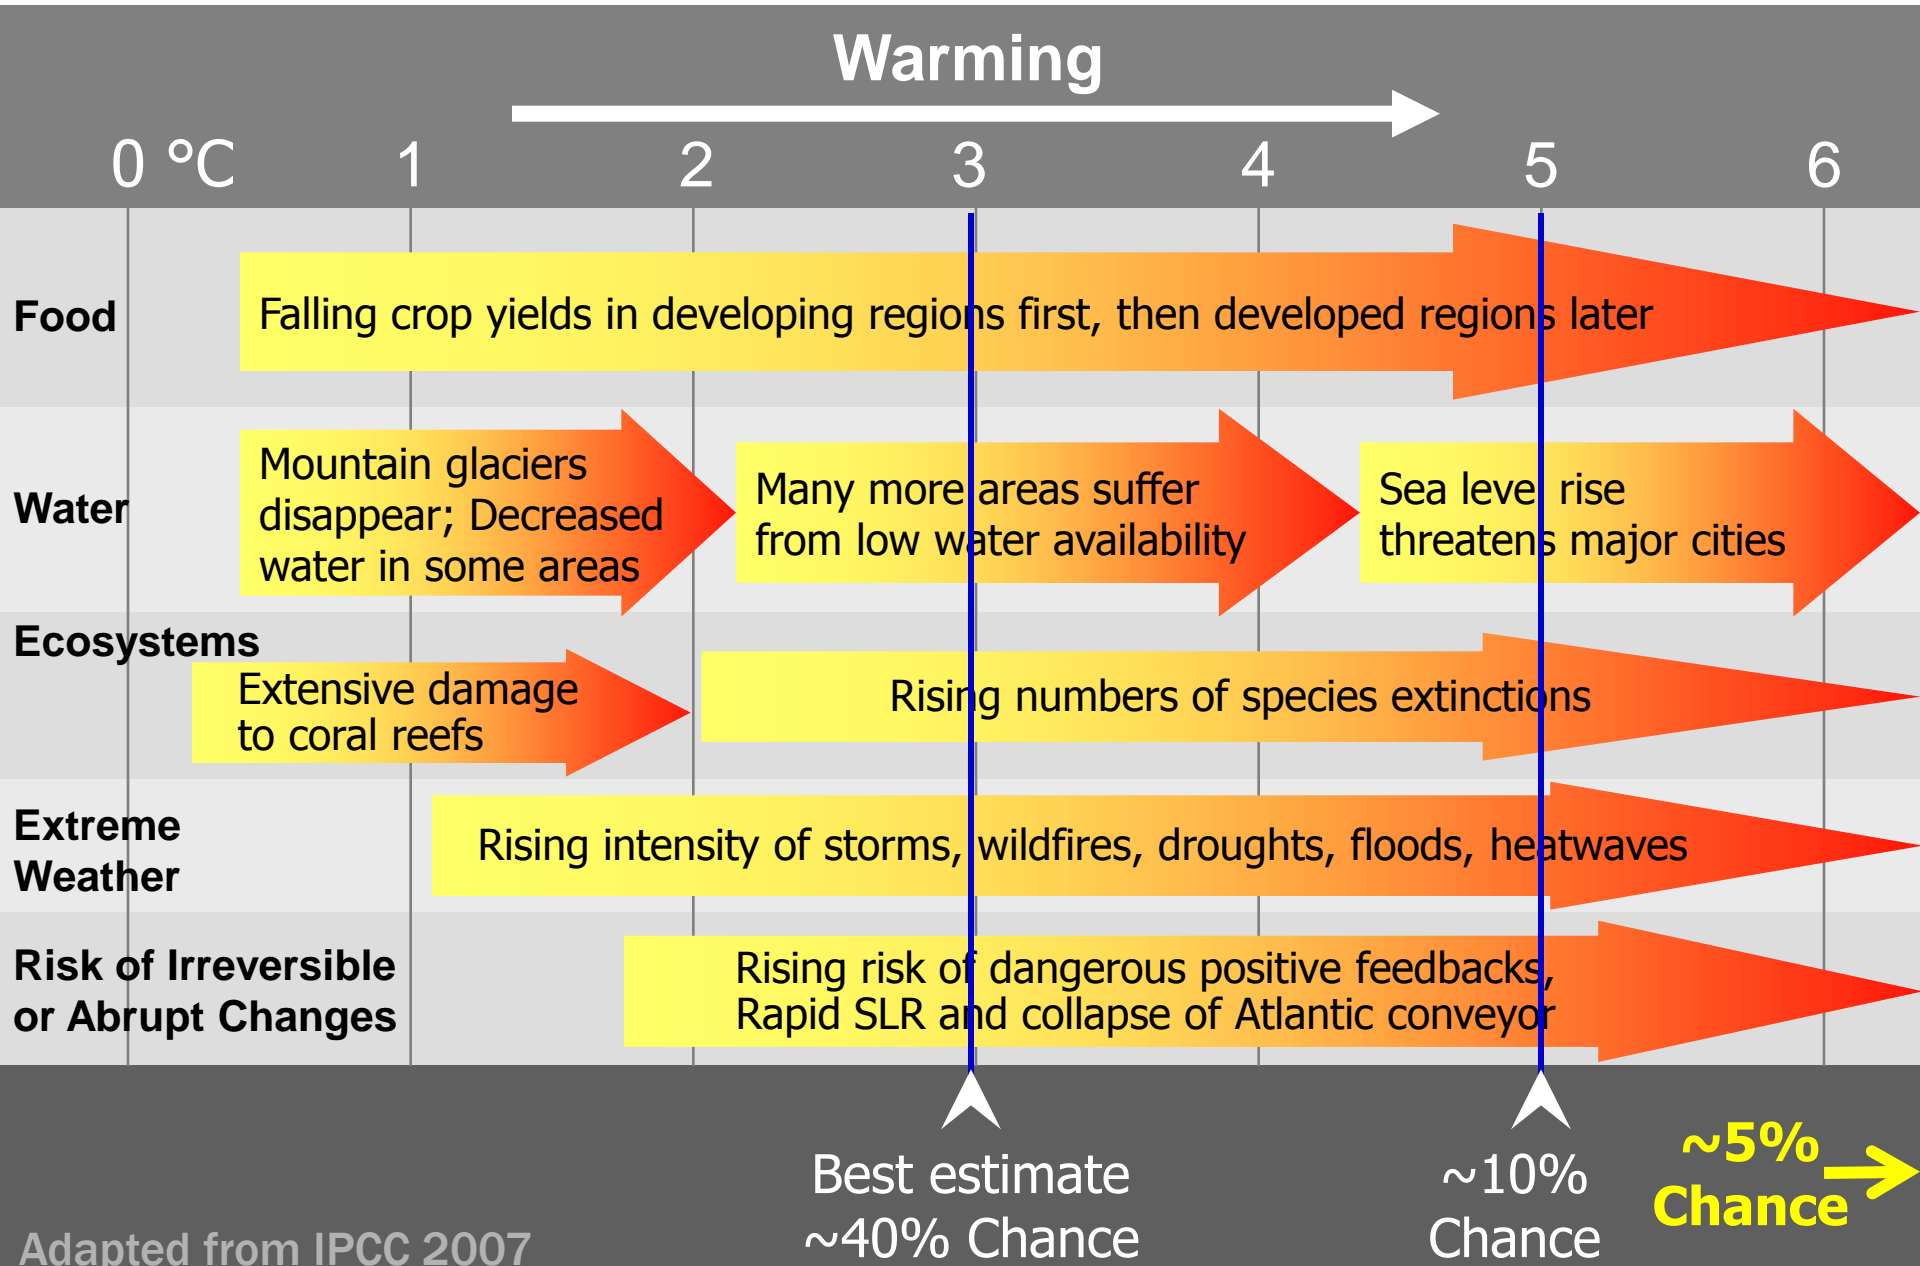 Warming
0 °C 1 2 3 4 5 6
Food
Falling crop yields in developing regions first, then developed regions later
Water
Mountain glaciers
disappear; Decreased
water in some areas
Many more areas suffer
from low water availability
Sea level rise
threatens major cities
Ecosystems
Extensive damage
to coral reefs
Rising numbers of species extinctions
Extreme
Weather
Rising intensity of storms, wildfires, droughts, floods, heatwaves
Risk of Irreversible
or Abrupt Changes
Rising risk of dangerous positive feedbacks,
Rapid SLR and collapse of Atlantic conveyor
Best estimate
~40% Chance
~10%
Chance
~5%
Chance
Adapted from IPCC 2007